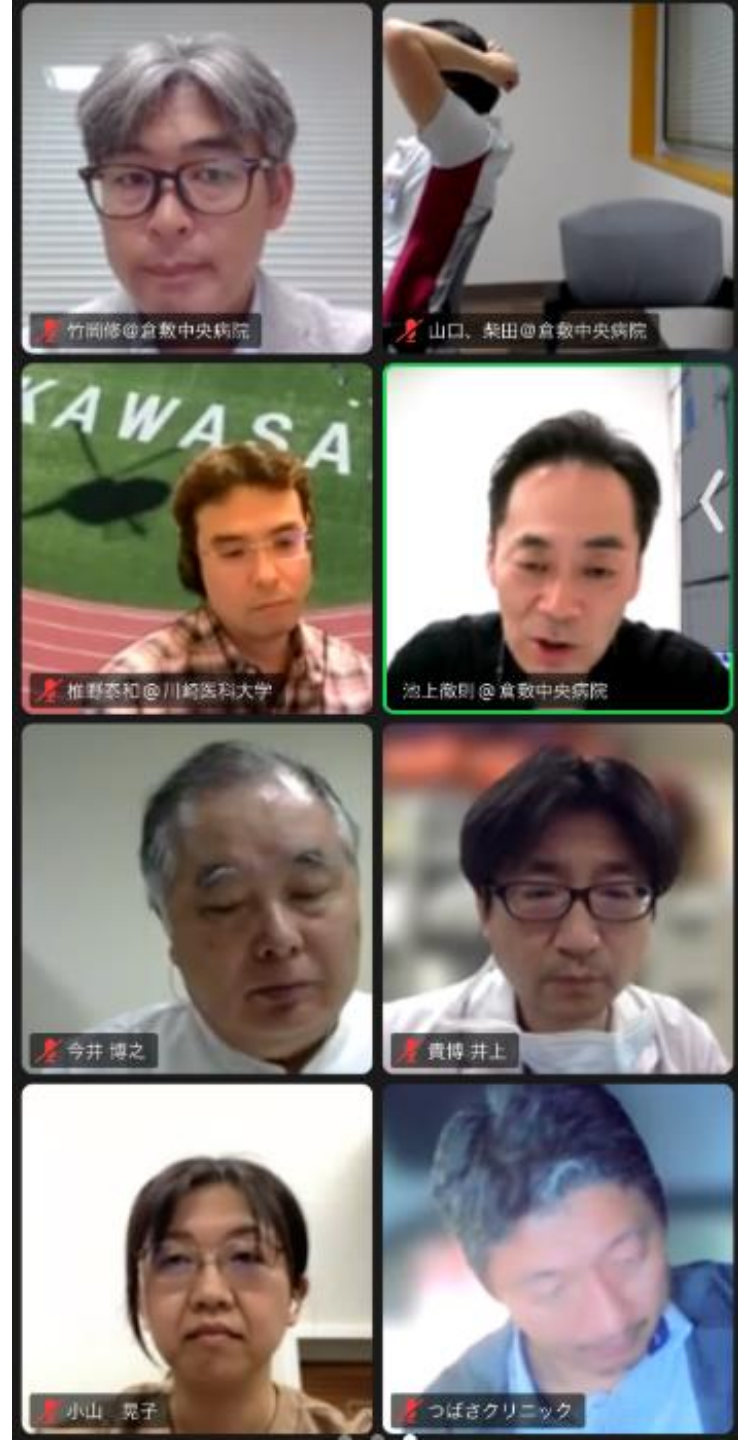 竹岡修@倉敷中央病院
山口、柴田@倉敷中央病院
KAWASA
椎野泰和@川崎医科大学
池上徹則@倉敷中央病院
今井 博之
貴博 井上
小山 晃子
つばさクリニック